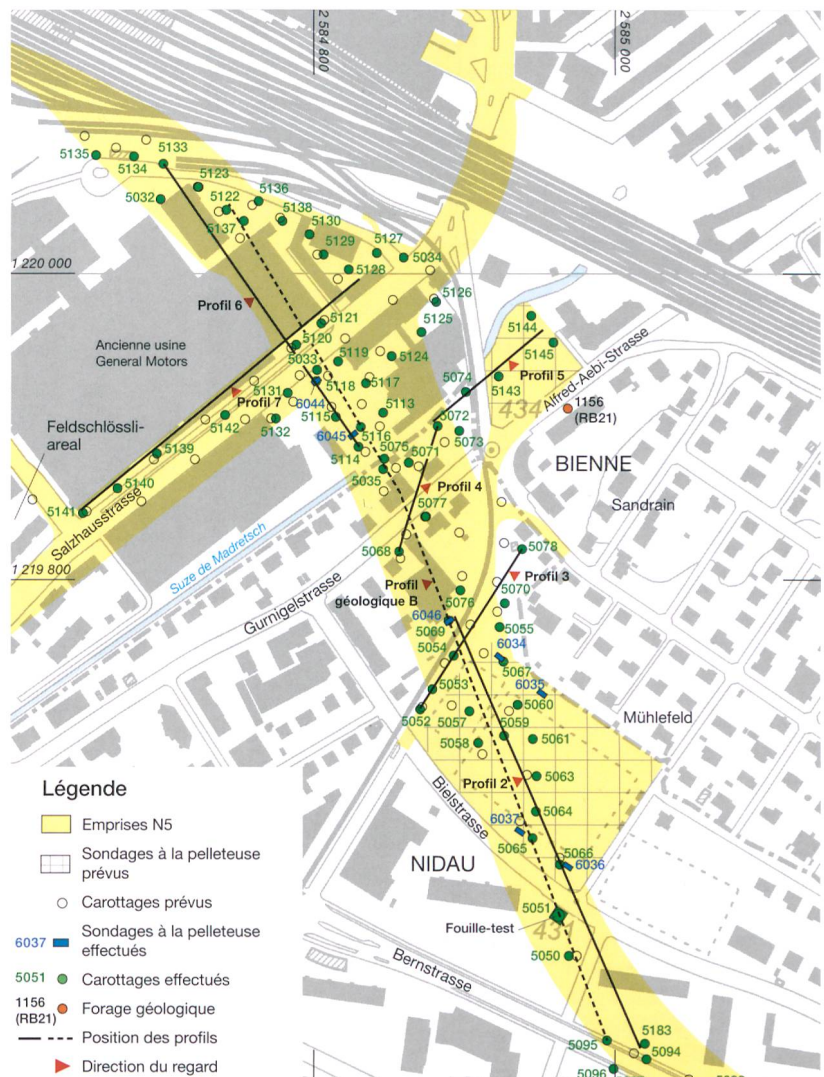 2 584 800
2 585 000
5133
5135
5134
5123
5136
5032
5122
5138
5137
5130
5129
5127
5034
1 220 000
5128
5126
Profil 6
5121
5125
5144
5120
5145
Ancienne usine
General Motors
5033
5119
5124
Profil 5
Alfred-Aebi-Strasse
5118
5117
5074
5143
1156
(RB21)
5131
6044
434
Profil 7
5113
5142
5132
5115
5072
Feldschlössli-
areal
6045
5116
5073
5139
5114
5075
5071
BIENNE
5035
5140
Profil 4
Sandrain
5141
5077
Salzhausstrasse
Suze de Madretsch
5068
5078
1 219 800
Gurnigelstrasse
Profil
géologique B
Profil 3
5070
5076
6046
5069
5055
5054
6034
5067
5053
6035
5052
5057
5059
5060
Mühlefeld
5058
5061
Légende
Profil 2
5063
Bielstrasse
Emprises N5
5064
6037
Sondages à la pelleteuse
prévus
5065
5066
6036
NIDAU
Carottages prévus
5051
6037 Sondages à la pelleteuse
effectués
Fouille-test
431
5051 Carottages effectués
5050
Bernstrasse
1156
(RB21)
Forage géologique
Position des profils
5183
5095
5094
Direction du regard
5096